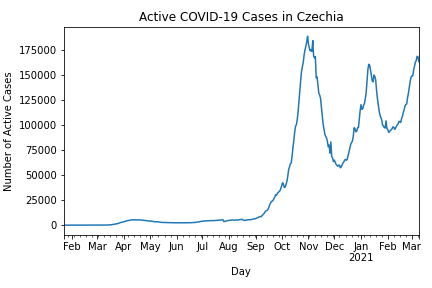 Active COVID-19 Cases in Czechia
Number of Active Cases
175000
150000
125000
100000
75000
50000
25000
0
Feb Mar Apr May Jun Jul Aug Sep Oct Nov Dec Jan Feb Mar
2021
Day